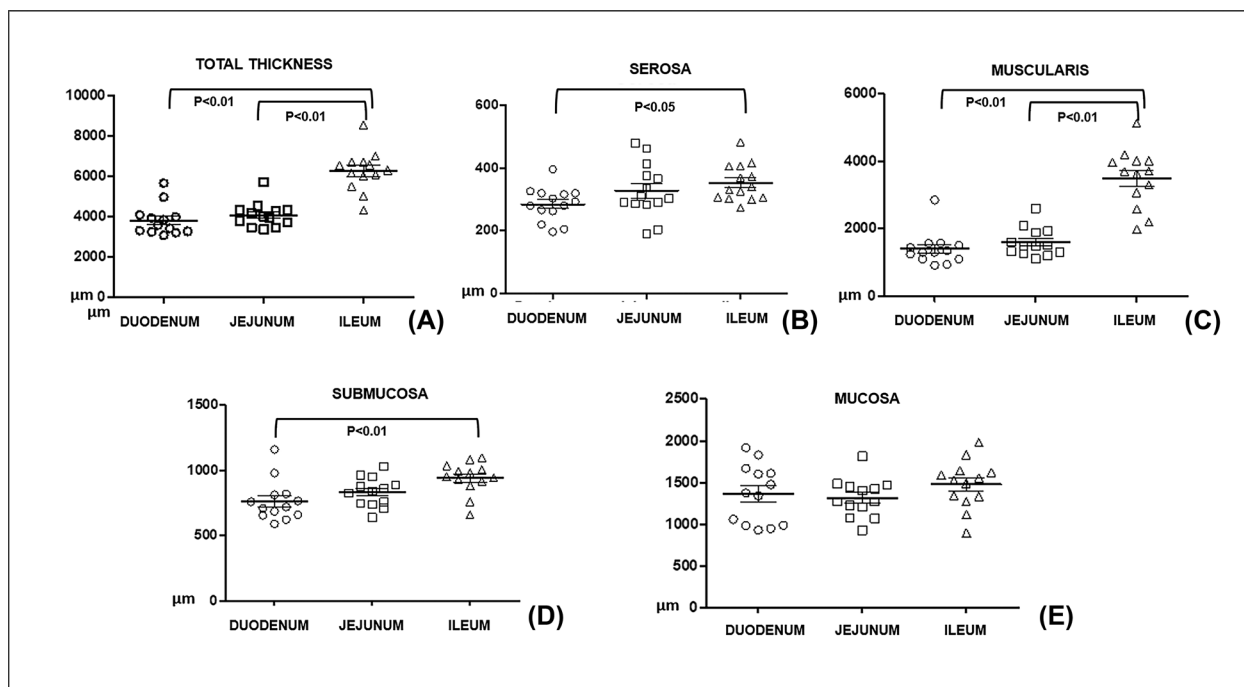 TOTAL THICKNESS
10000
P<0.01
8000
P<0.01
6000
4000
2000
µm 0
µm
DUODENUM JEJUNUM ILEUM (A)
SEROSA
600
P<0.05
400
200
µm 0
DUODENUM JEJUNUM ILEUM (B)
MUSCULARIS
6000
P<0.01
P<0.01
4000
2000
µm 0
DUODENUM JEJUNUM ILEUM (C)
SUBMUCOSA
1500
P<0.01
1000
500
µm 0
DUODENUM JEJUNUM ILEUM (D)
MUCOSA
2500
2000
1500
1000
500
µm 0
DUODENUM JEJUNUM ILEUM (E)